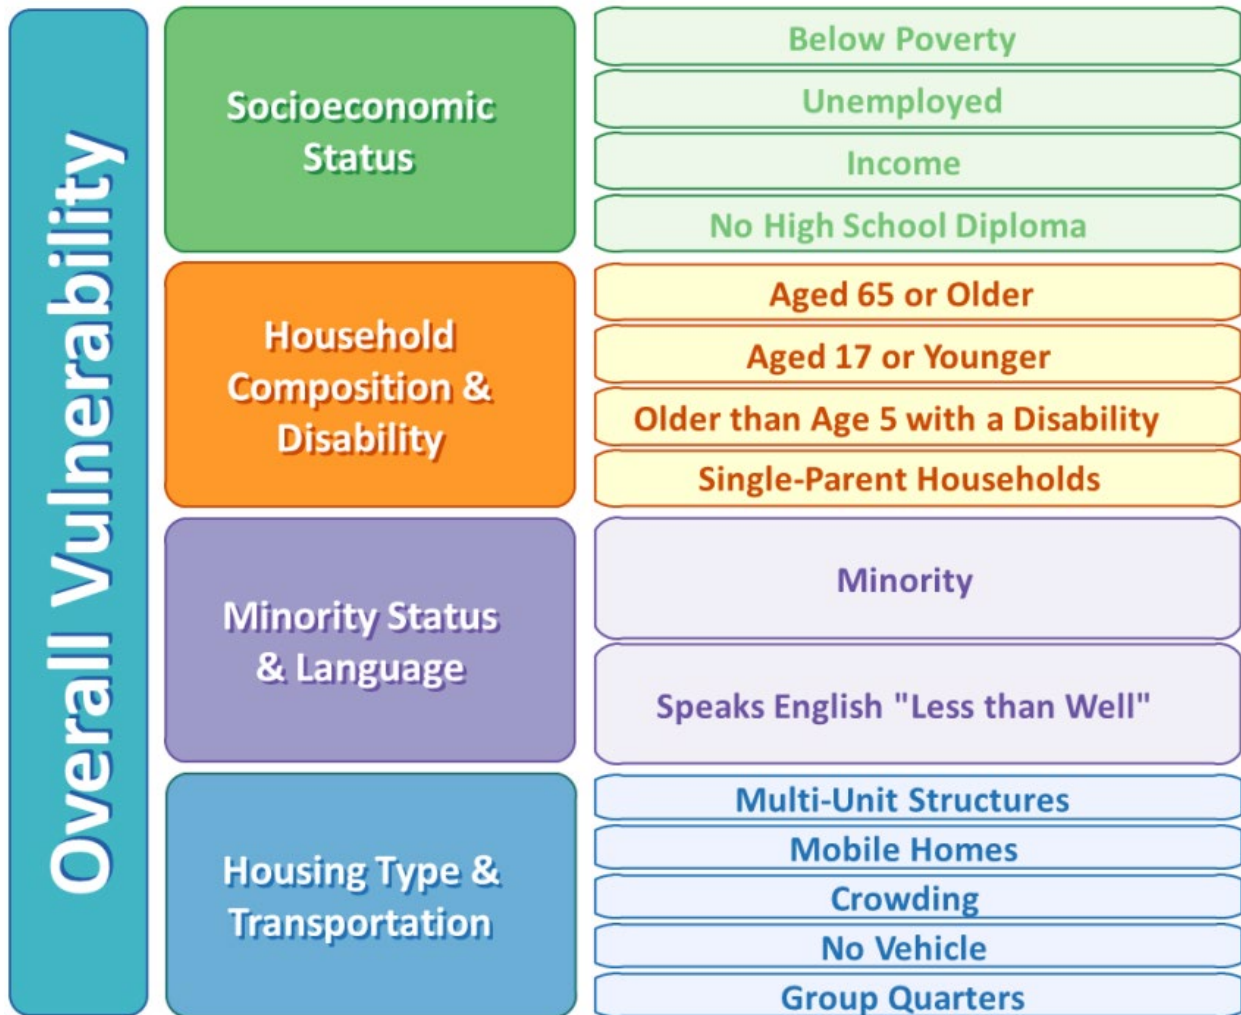 Overall Vulnerability
Socioeconomic
Status
Below Poverty
Unemployed
Income
No High School Diploma
Household
Composition &
Disability
Aged 65 or Older
Aged 17 or Younger
Older than Age 5 with a Disability
Single-Parent Households
Minority Status
& Language
Minority
Speaks English "Less than Well"
Housing Type &
Transportation
Multi-Unit Structures
Mobile Homes
Crowding
No Vehicle
Group Quarters